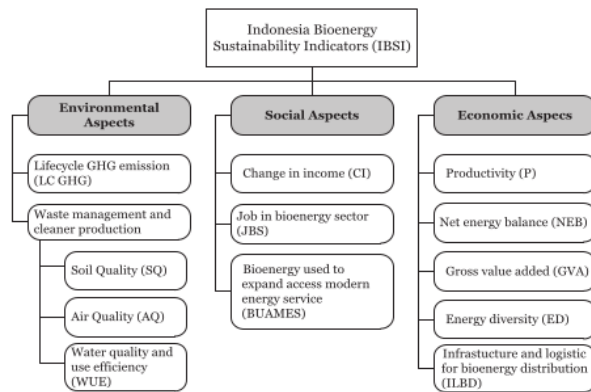 Indonesia Bioenergy
Sustainability Indicators (IBSI)
Environmental
Aspects
Lifecycle GHG emission
(LC GHG)
Waste management and
cleaner production
Soil Quality (SQ)
Air Quality (AQ)
Water quality and
use efficiency
(WUE)
Social Aspects
Change in income (CI)
Job in bioenergy sector
(JBS)
Bioenergy used to
expand access modern
energy service
(BUAMES)
Economic Aspecs
Productivity (P)
Net energy balance (NEB)
Gross value added (GVA)
Energy diversity (ED)
Infrastucture and logistic
for bioenergy distribution
(ILBD)